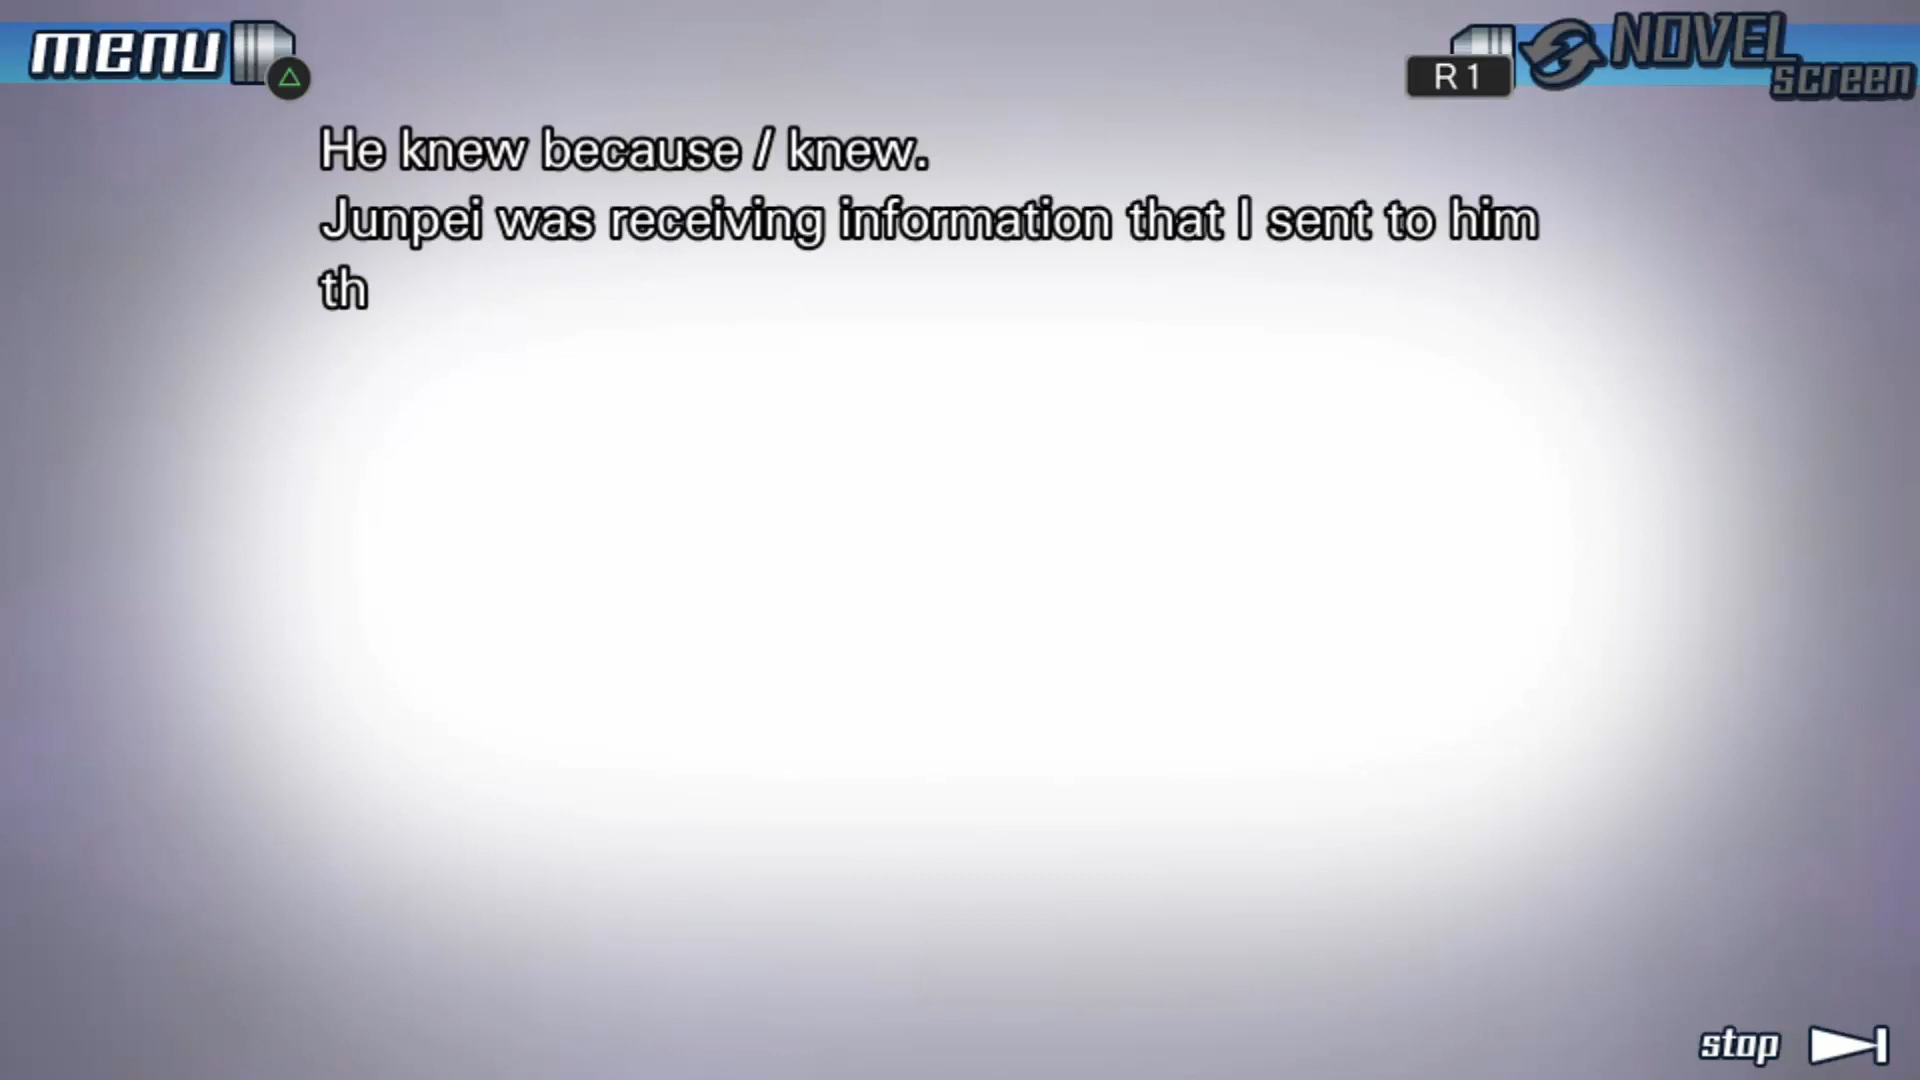 menu
R1
NOVEL
screen
He knew because I knew.
Junpei was receiving information that I sent to him
th
stop